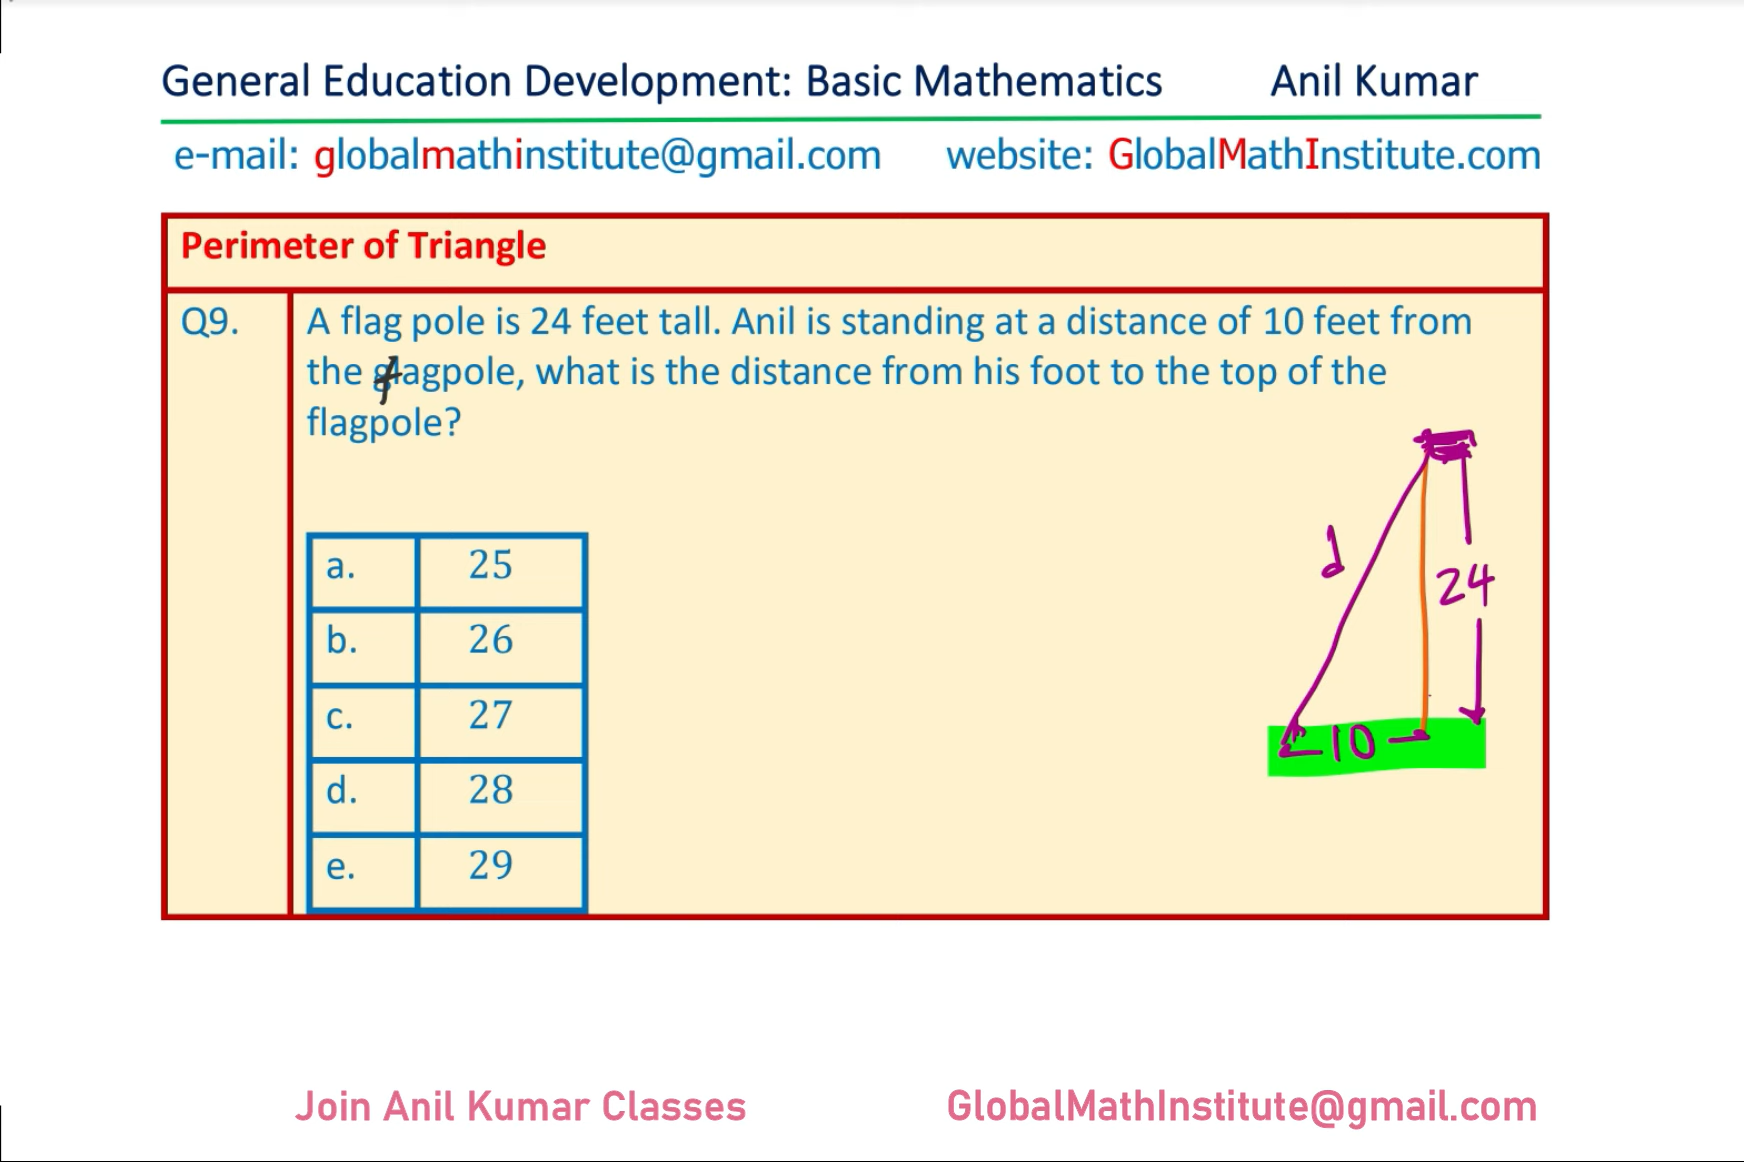 General Education Development: Basic Mathematics Anil Kumar
e-mail: globalmathinstitute@gmail.com website: GlobalMathInstitute.com
Perimeter of Triangle
Q9. A flag pole is 24 feet tall. Anil is standing at a distance of 10 feet from
the flagpole, what is the distance from his foot to the top of the
flagpole?
a. 25
b. 26
c. 27
d. 28
e. 29
d
24
10
Join Anil Kumar Classes GlobalMathInstitute@gmail.com